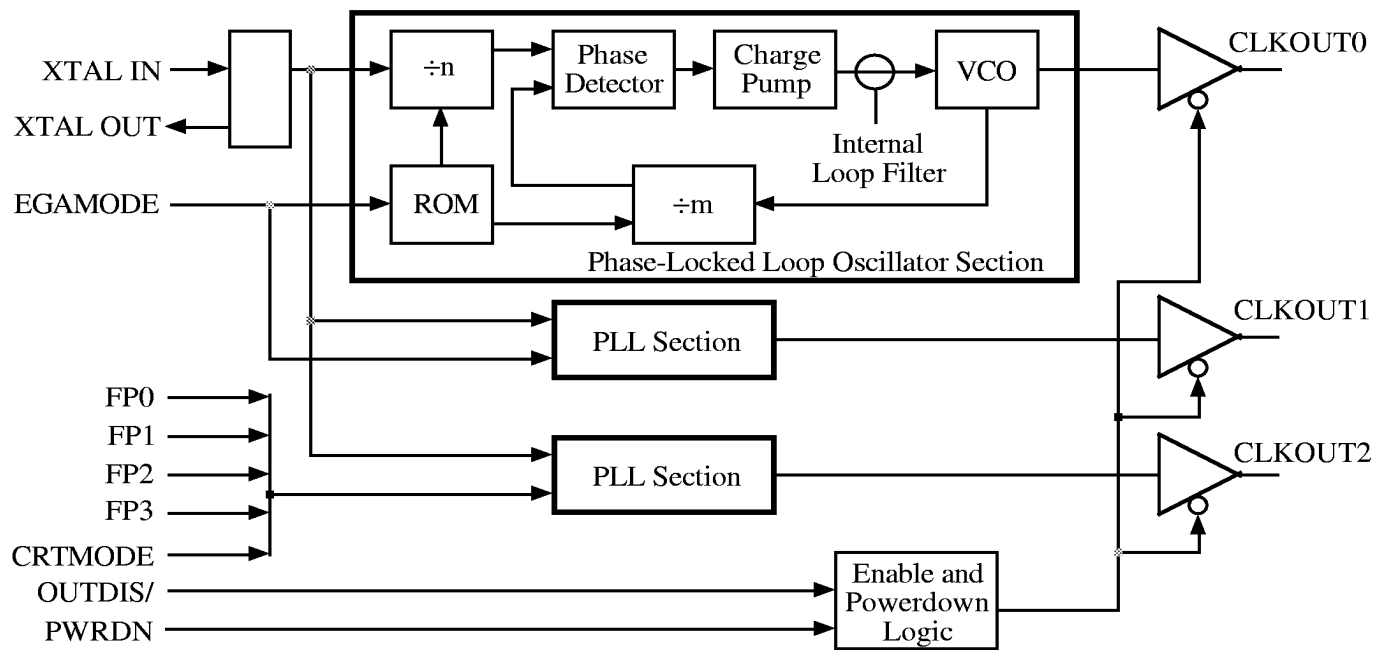 XTAL IN
XTAL OUT
EGAMODE
÷n
Phase
Detector
Charge
Pump
VCO
Internal
Loop Filter
ROM
÷m
Phase-Locked Loop Oscillator Section
CLKOUT0
PLL Section
CLKOUT1
FP0
FP1
FP2
FP3
CRTMODE
PLL Section
CLKOUT2
OUTDIS/
PWRDN
Enable and
Powerdown
Logic